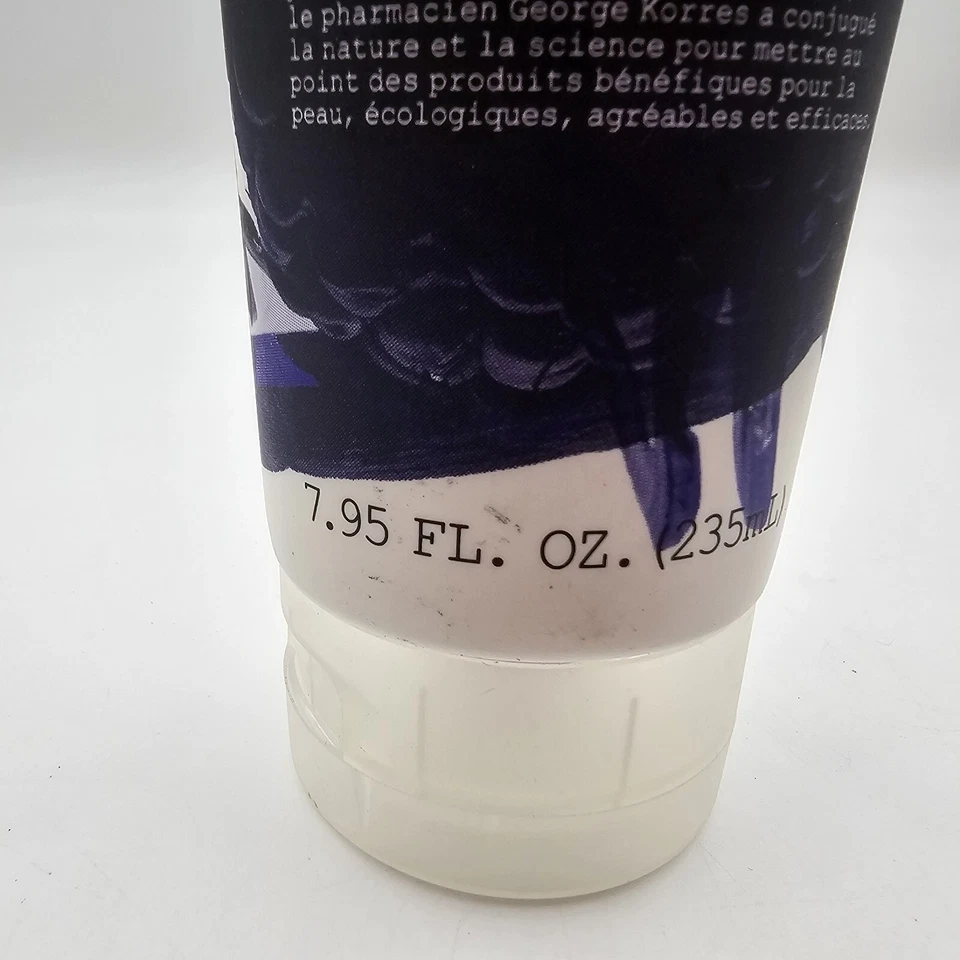 le pharmacien George Korres a conjugué
la nature et la science pour mettre au
point des produits bénéfiques pour la
peau, écologiques, agréables et efficaces.
7.95 FL. OZ. (235mL)